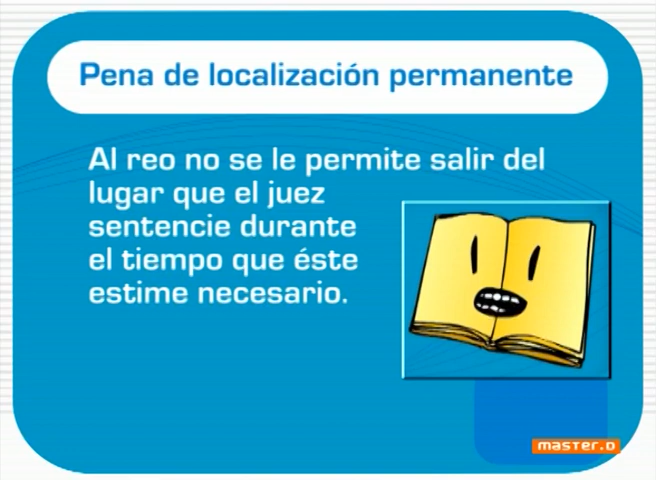 Pena de localización permanente
Al reo no se le permite salir del
lugar que el juez
sentencie durante
el tiempo que éste
estime necesario.
master.D